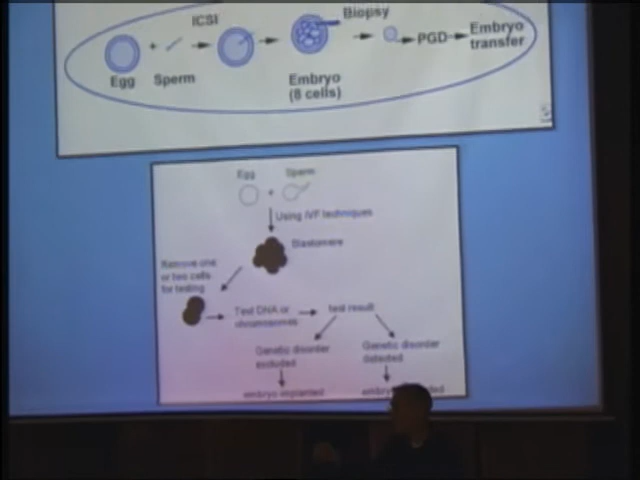 ICSI
Biopsy
Egg + Sperm
PGD
Embryo
transfer
Embryo
(8 cells)
Egg + Sperm
Using IVF techniques
Blastomere
Remove one
or two cells
for testing
Test DNA or
chromosomes
test result
Genetic disorder
excluded
Genetic disorder
detected
embryo implanted